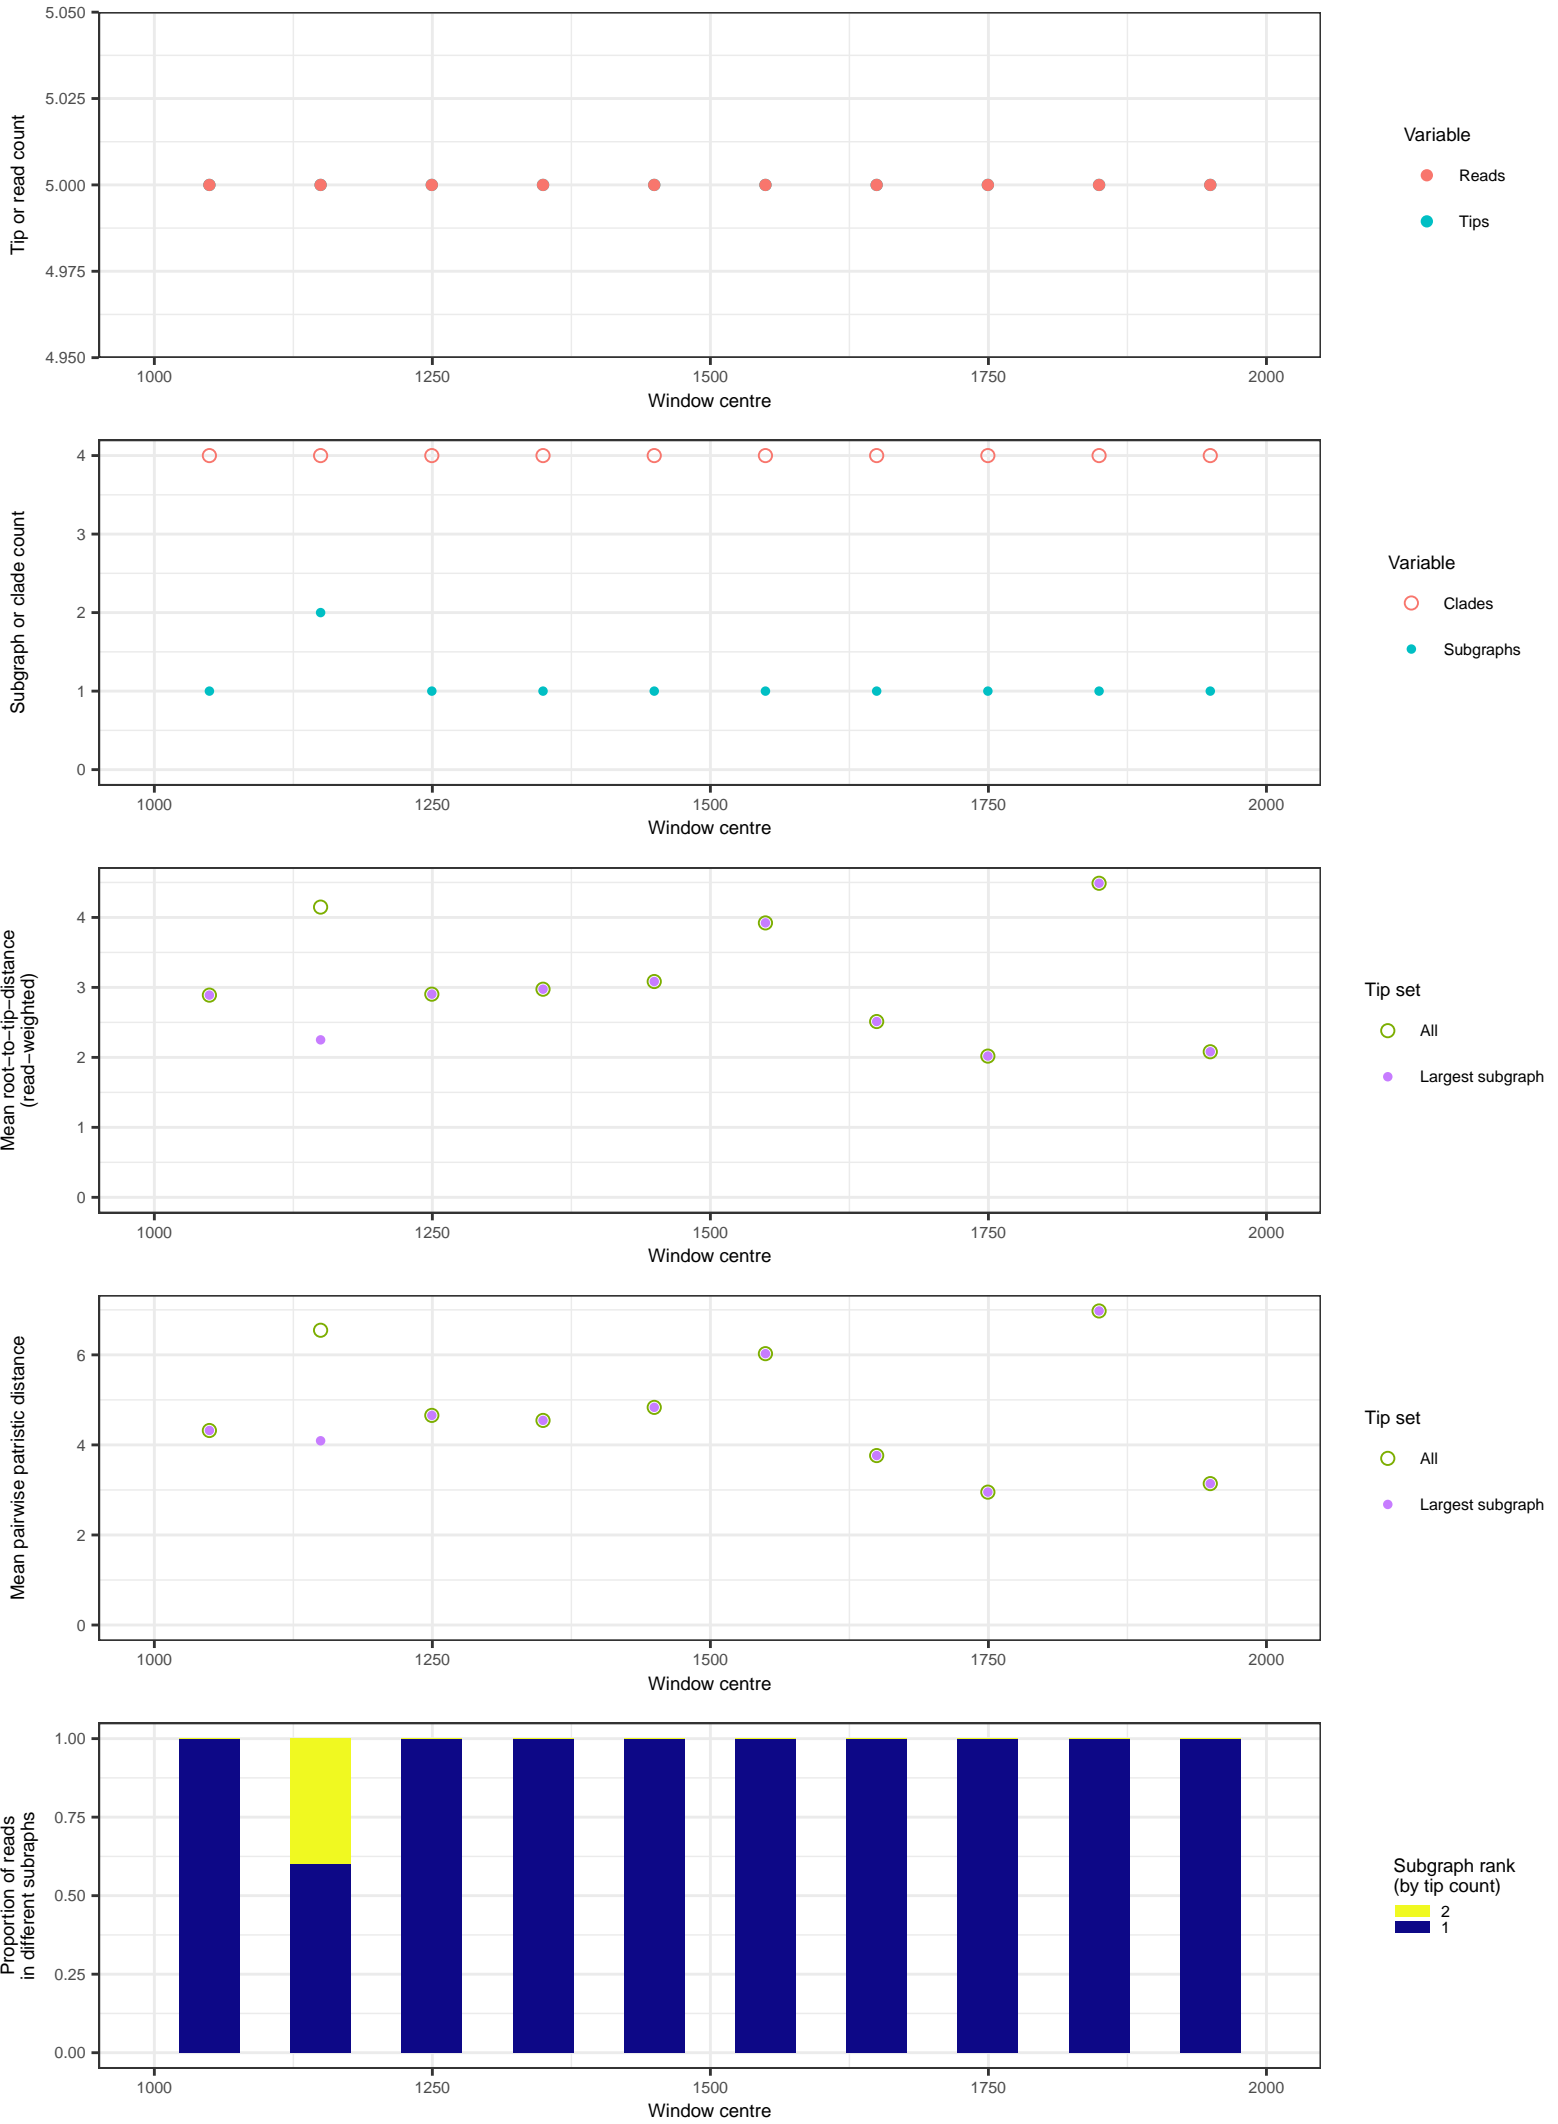 5.050
5.025
5.000
4.975
4.950
Tip or read count
1000 1250 1500 1750 2000
Window centre
Variable
Reads
Tips
4
3
2
1
0
Subgraph or clade count
1000 1250 1500 1750 2000
Window centre
Variable
Clades
Subgraphs
4
3
2
1
0
Mean root−to−tip−distance
(read−weighted)
1000 1250 1500 1750 2000
Window centre
Tip set
All
Largest subgraph
6
4
2
0
Mean pairwise patristic distance
1000 1250 1500 1750 2000
Window centre
Tip set
All
Largest subgraph
1.00
0.75
0.50
0.25
0.00
Proportion of reads
in different subraphs
1000 1250 1500 1750 2000
Window centre
Subgraph rank
(by tip count)
2
1